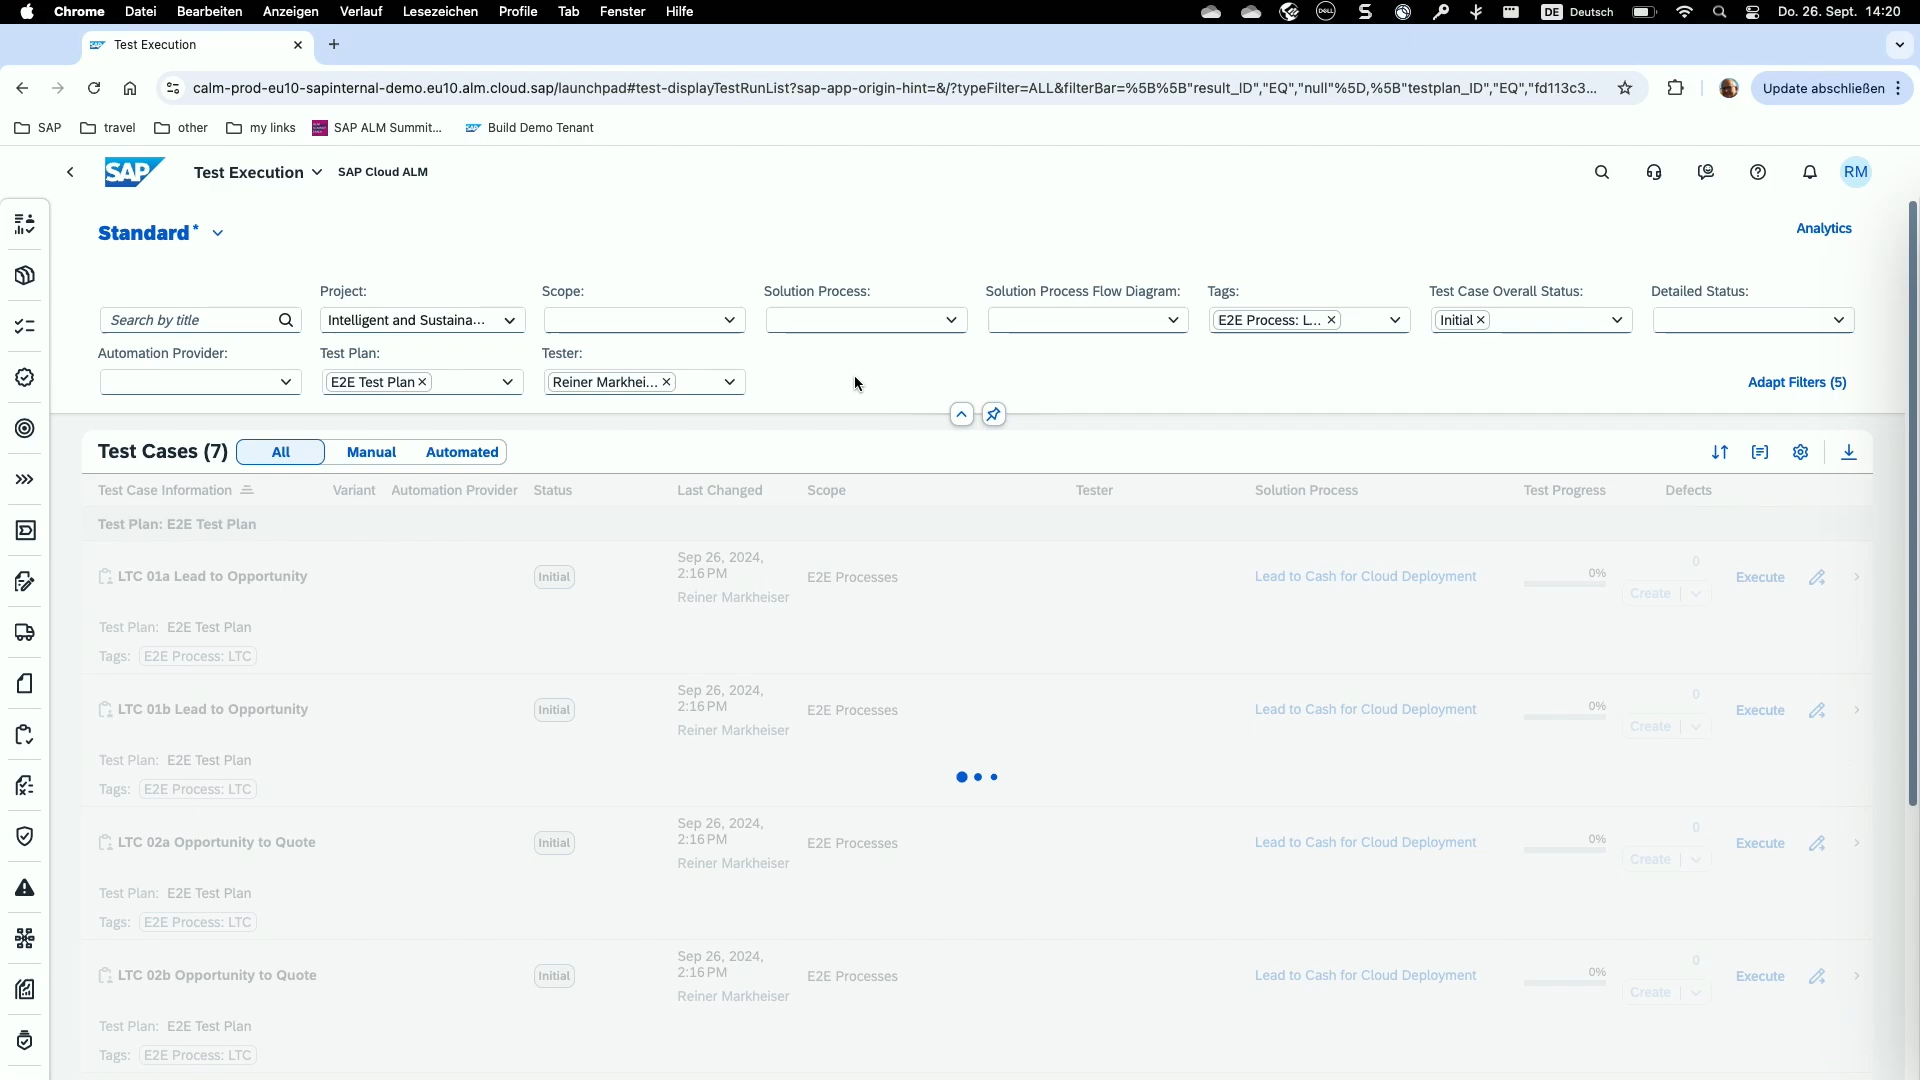 Chrome Datei Bearbeiten Anzeigen Verlauf Lesezeichen Profile Tab Fenster Hilfe DELL DE Deutsch Do. 26. Sept. 14:20
SAP Test Execution
calm-prod-eu10-sapinternal-demo.eu10.alm.cloud.sap/launchpad#test-displayTestRunList?sap-app-origin-hint=&/?typeFilter=ALL&filterBar=%5B%5B"result_ID","EQ","null"%5D,%5B"testplan_ID","EQ","fd113c3... Update abschließen
SAP travel other my links SAP ALM Summit... Build Demo Tenant
SAP Test Execution SAP Cloud ALM RM
Standard* Analytics
Project: Scope: Solution Process: Solution Process Flow Diagram: Tags: Test Case Overall Status: Detailed Status:
Search by title Intelligent and Sustaina... E2E Process: L... Initial
Automation Provider: Test Plan: Tester:
E2E Test Plan Reiner Markhei... Adapt Filters (5)
Test Cases (7) All Manual Automated
Test Case Information Variant Automation Provider Status Last Changed Scope Tester Solution Process Test Progress Defects
Test Plan: E2E Test Plan
LTC 01a Lead to Opportunity Initial Sep 26, 2024, 2:16 PM Reiner Markheiser E2E Processes Lead to Cash for Cloud Deployment 0% 0 Create Execute
Test Plan: E2E Test Plan
Tags: E2E Process: LTC
LTC 01b Lead to Opportunity Initial Sep 26, 2024, 2:16 PM Reiner Markheiser E2E Processes Lead to Cash for Cloud Deployment 0% 0 Create Execute
Test Plan: E2E Test Plan
Tags: E2E Process: LTC
LTC 02a Opportunity to Quote Initial Sep 26, 2024, 2:16 PM Reiner Markheiser E2E Processes Lead to Cash for Cloud Deployment 0% 0 Create Execute
Test Plan: E2E Test Plan
Tags: E2E Process: LTC
LTC 02b Opportunity to Quote Initial Sep 26, 2024, 2:16 PM Reiner Markheiser E2E Processes Lead to Cash for Cloud Deployment 0% 0 Create Execute
Test Plan: E2E Test Plan
Tags: E2E Process: LTC